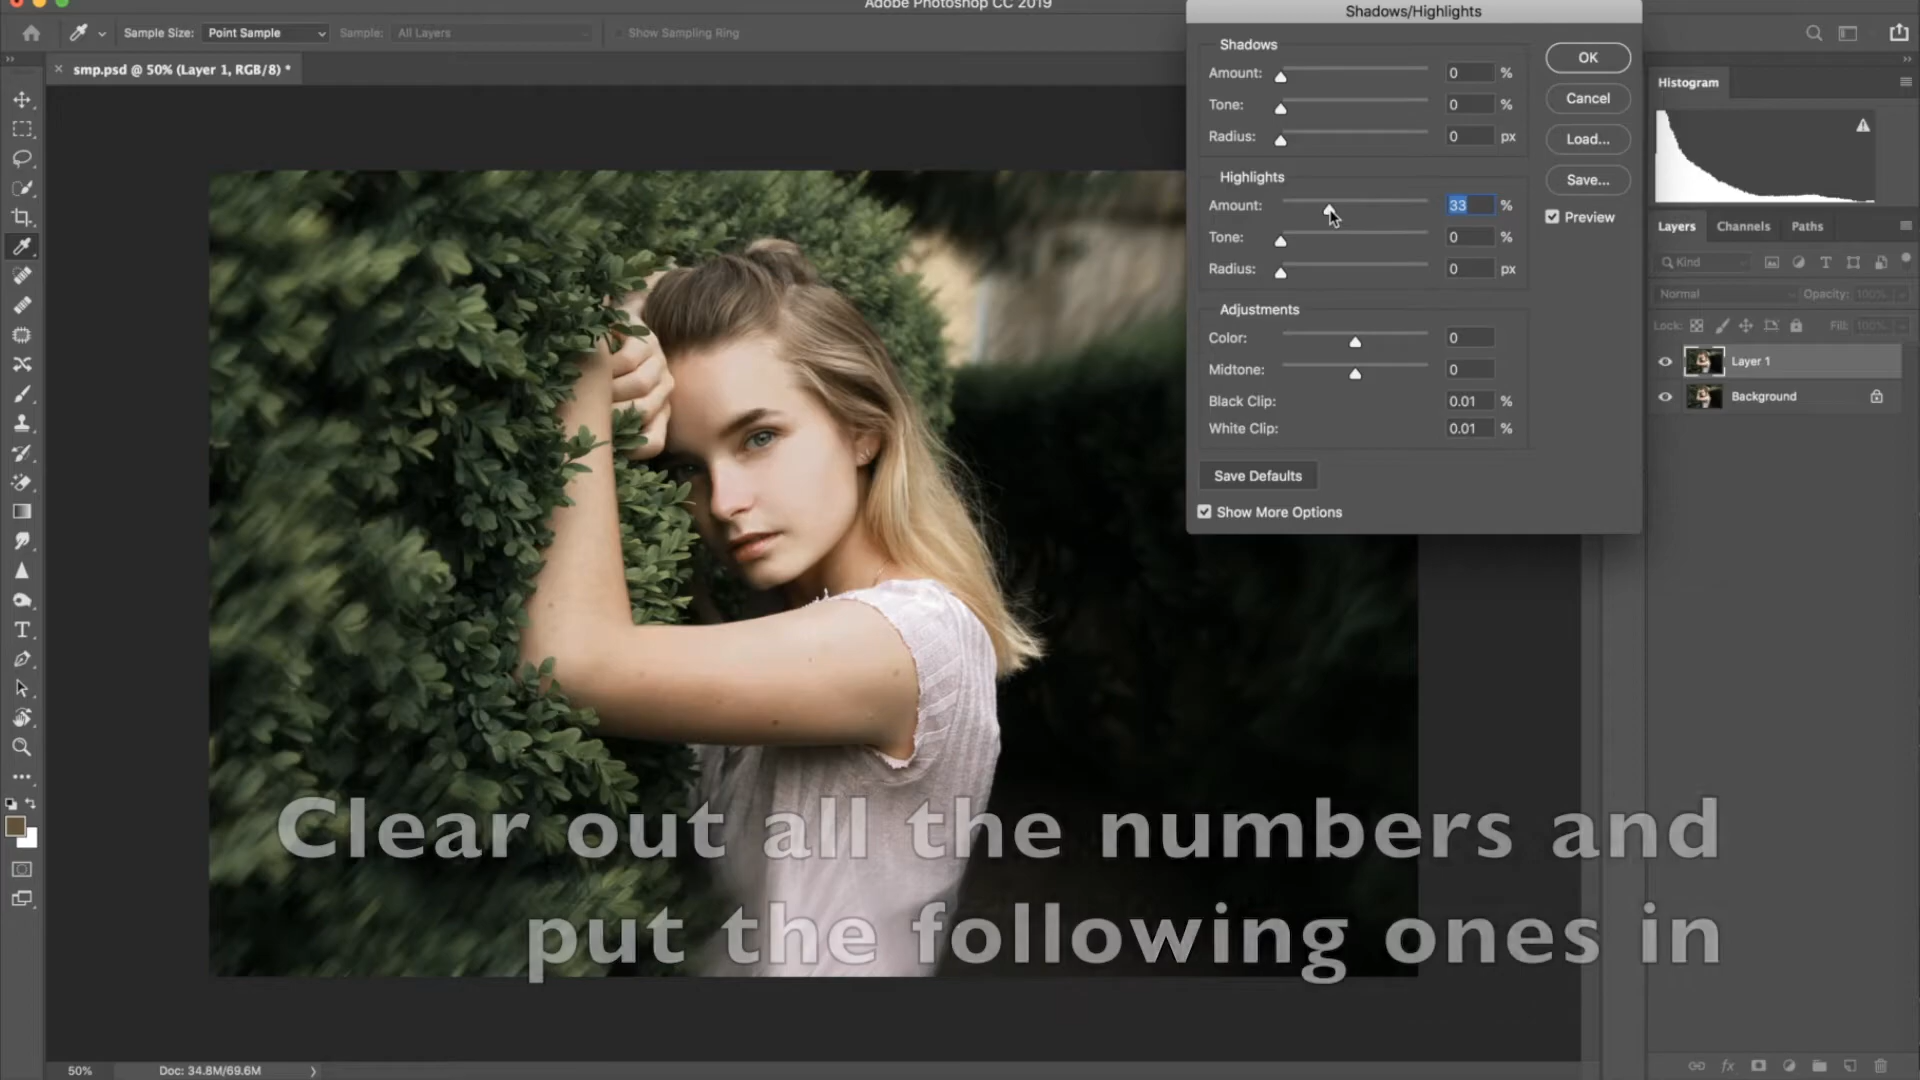 Adobe Photoshop CC 2019
Sample Size: Point Sample Sample: All Layers Show Sampling Ring
smp.psd @ 50% (Layer 1, RGB/8) *
Shadows/Highlights
Shadows
Amount: 0 %
Tone: 0 %
Radius: 0 px
Highlights
Amount: 33 %
Tone: 0 %
Radius: 0 px
Adjustments
Color: 0
Midtone: 0
Black Clip: 0.01 %
White Clip: 0.01 %
Save Defaults
Show More Options
OK
Cancel
Load...
Save...
Preview
Histogram
Layers Channels Paths
Kind
Normal Opacity: 100%
Lock: Fill: 100%
Layer 1
Background
Clear out all the numbers and
put the following ones in
50% Doc: 34.8M/69.6M